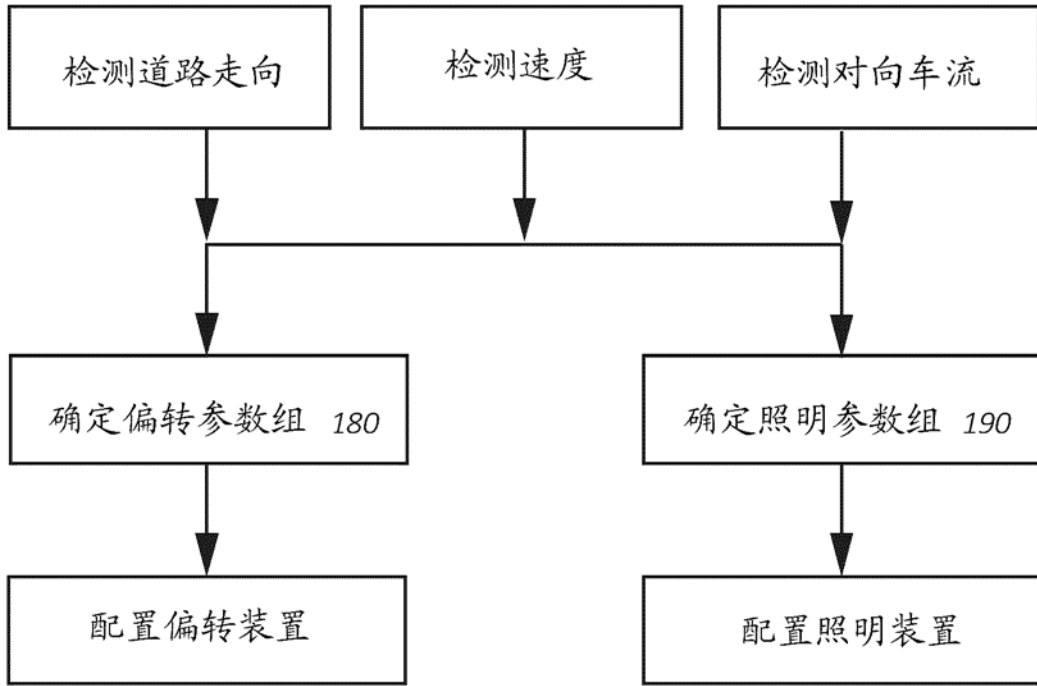 检测道路走向
检测速度
检测对向车流
确定偏转参数组 180
确定照明参数组 190
配置偏转装置
配置照明装置